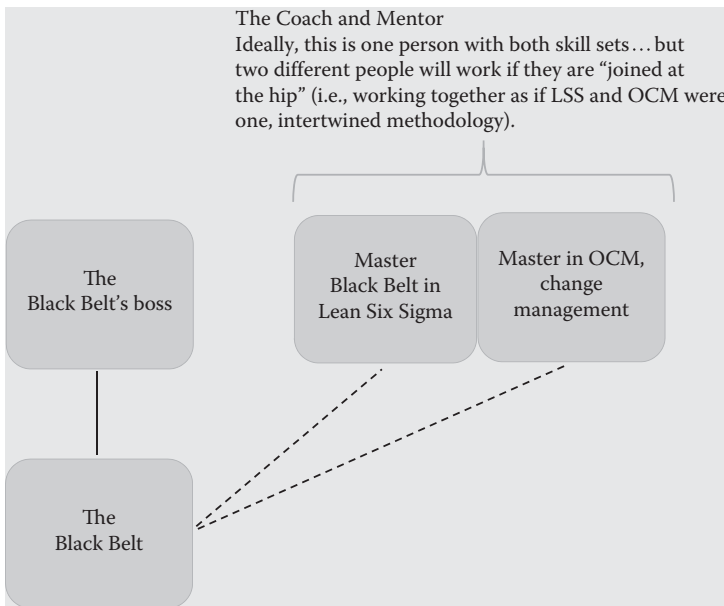 The Coach and Mentor
Ideally, this is one person with both skill sets…but
two different people will work if they are “joined at
the hip” (i.e., working together as if LSS and OCM were
one, intertwined methodology).
The
Black Belt’s boss
Master
Black Belt in
Lean Six Sigma
Master in OCM,
change
management
The
Black Belt